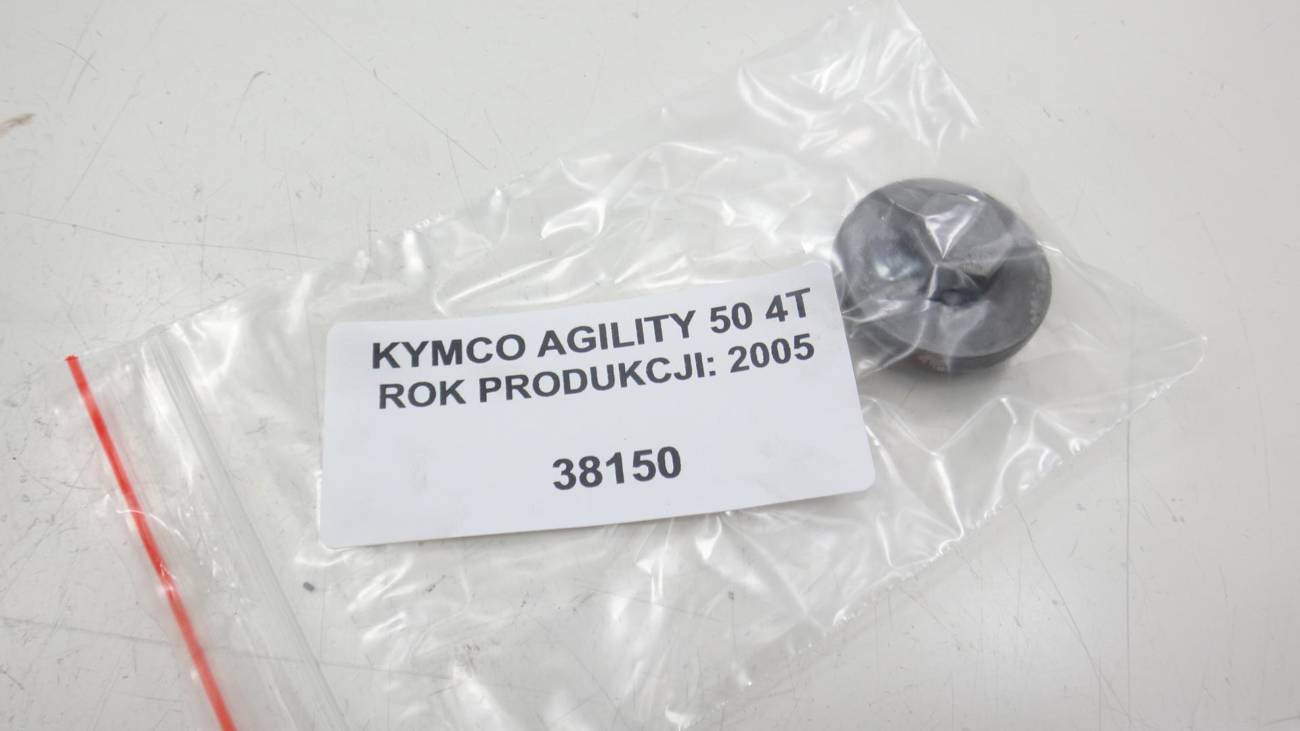 KYMCO AGILITY 50 4T
ROK PRODUKCJI: 2005
38150